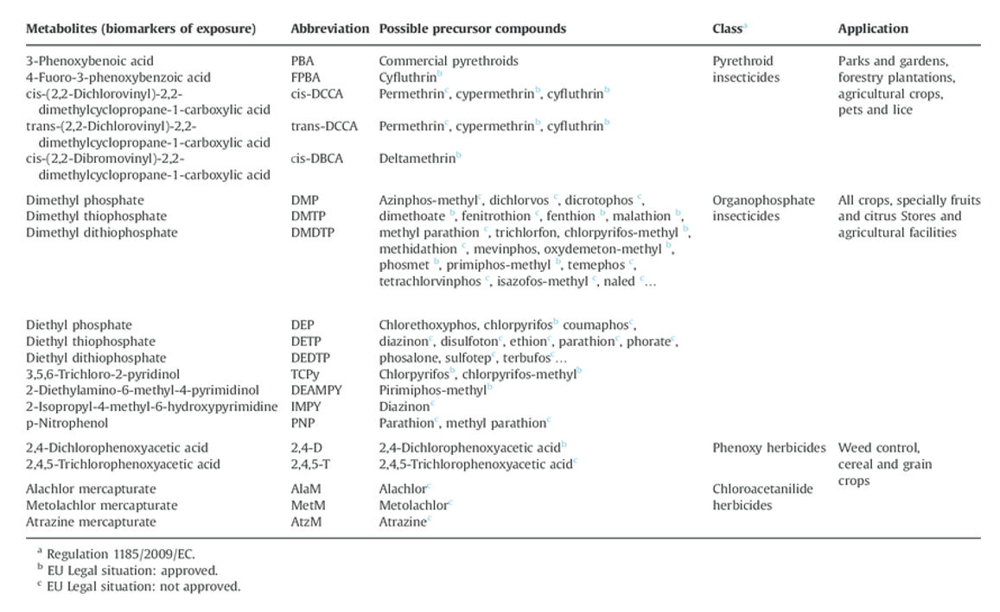 Metabolites (biomarkers of exposure) Abbreviation Possible precursor compounds Class a Application
3-Phenoxybenoic acid PBA Commercial pyrethroids Pyrethroid Parks and gardens,
4-Fuoro-3-phenoxybenzoic acid FPBA Cyfluthrin b insecticides forestry plantations,
cis-(2,2-Dichlorovinyl)-2,2- cis-DCCA Permethrin c, cypermethrin b, cyfluthrin b agricultural crops,
dimethylcyclopropane-1-carboxylic acid pets and lice
trans-(2,2-Dichlorovinyl)-2,2- trans-DCCA Permethrin c, cypermethrin b, cyfluthrin b
dimethylcyclopropane-1-carboxylic acid
cis-(2,2-Dibromovinyl)-2,2- cis-DBCA Deltamethrin b
dimethylcyclopropane-1-carboxylic acid
Dimethyl phosphate DMP Azinphos-methyl c, dichlorvos c, dicrotophos c, Organophosphate All crops, specially fruits
Dimethyl thiophosphate DMTP dimethoate b, fenitrothion c, fenthion b, malathion b, insecticides and citrus Stores and
Dimethyl dithiophosphate DMDTP methyl parathion c, trichlorfon, chlorpyrifos-methyl b, agricultural facilities
methidathion c, mevinphos, oxydemeton-methyl b,
phosmet b, primiphos-methyl b, temephos c,
tetrachlorvinphos c, isazofos-methyl c, naled c…
Diethyl phosphate DEP Chlorethoxyphos, chlorpyrifos b coumaphos c,
Diethyl thiophosphate DETP diazinon c, disulfoton c, ethion c, parathion c, phorate c,
Diethyl dithiophosphate DEDTP phosalone, sulfotep c, terbufos c…
3,5,6-Trichloro-2-pyridinol TCPy Chlorpyrifos b, chlorpyrifos-methyl b
2-Diethylamino-6-methyl-4-pyrimidinol DEAMPY Pirimiphos-methyl b
2-Isopropyl-4-methyl-6-hydroxypyrimidine IMPY Diazinon c
p-Nitrophenol PNP Parathion c, methyl parathion c
2,4-Dichlorophenoxyacetic acid 2,4-D 2,4-Dichlorophenoxyacetic acid b Phenoxy herbicides Weed control,
2,4,5-Trichlorophenoxyacetic acid 2,4,5-T 2,4,5-Trichlorophenoxyacetic acid c cereal and grain
crops
Alachlor mercapturate AlaM Alachlor c Chloroacetanilide
Metolachlor mercapturate MetM Metolachlor c herbicides
Atrazine mercapturate AtzM Atrazine c
a Regulation 1185/2009/EC.
b EU Legal situation: approved.
c EU Legal situation: not approved.